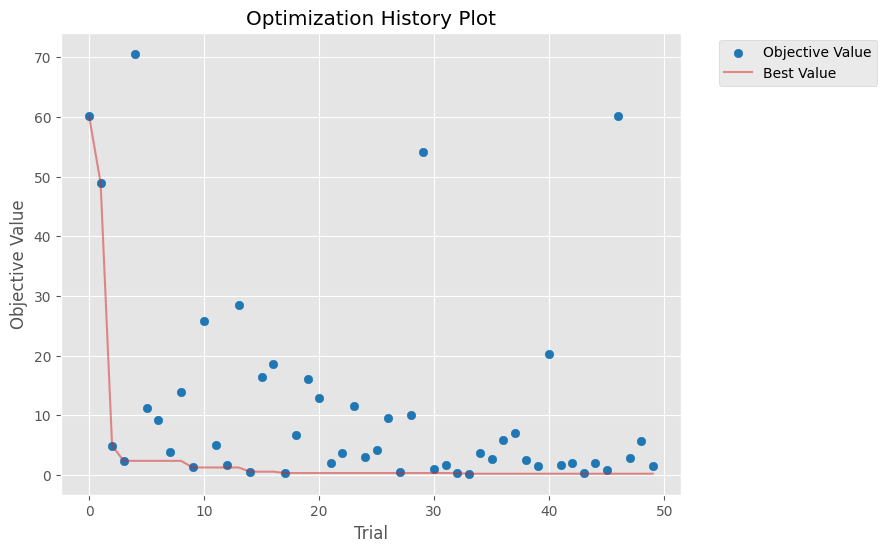 Optimization History Plot
Objective Value
Best Value
70
60
50
40
30
20
10
0
Objective Value
0 10 20 30 40 50
Trial